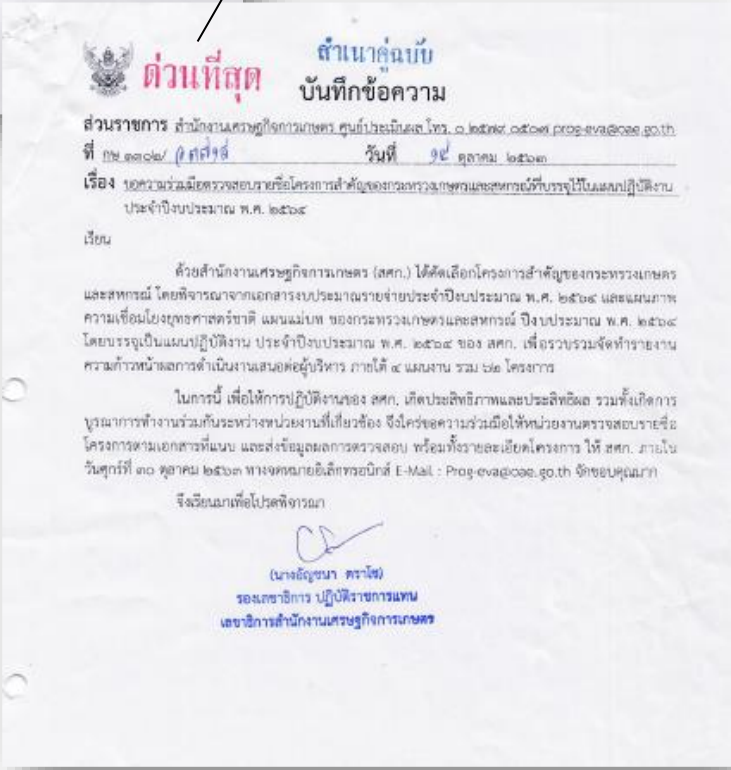 สำเนาคู่ฉบับ
ด่วนที่สุด
บันทึกข้อความ
ส่วนราชการ สำนักงานเศรษฐกิจการเกษตร ศูนย์ประเมินผล โทร. ๐ ๒๕๗๙ ๐๕๐๗ prog-eva@oae.go.th
ที่ กษ ๑๓๐๒/ วันที่ ๑๙ ตุลาคม ๒๕๖๓
เรื่อง ขอความร่วมมือตรวจสอบรายชื่อโครงการสำคัญของกระทรวงเกษตรและสหกรณ์ที่บรรจุไว้ในแผนปฏิบัติงาน
ประจำปีงบประมาณ พ.ศ. ๒๕๖๔
เรียน
ด้วยสำนักงานเศรษฐกิจการเกษตร (สศก.) ได้คัดเลือกโครงการสำคัญของกระทรวงเกษตร
และสหกรณ์ โดยพิจารณาจากเอกสารงบประมาณรายจ่ายประจำปีงบประมาณ พ.ศ. ๒๕๖๔ และแผนภาพ
ความเชื่อมโยงยุทธศาสตร์ชาติ แผนแม่บท ของกระทรวงเกษตรและสหกรณ์ ปีงบประมาณ พ.ศ. ๒๕๖๔
โดยบรรจุเป็นแผนปฏิบัติงาน ประจำปีงบประมาณ พ.ศ. ๒๕๖๔ ของ สศก. เพื่อรวบรวมจัดทำรายงาน
ความก้าวหน้าผลการดำเนินงานเสนอต่อผู้บริหาร ภายใต้ ๔ แผนงาน รวม ๖๒ โครงการ
ในการนี้ เพื่อให้การปฏิบัติงานของ สศก. เกิดประสิทธิภาพและประสิทธิผล รวมทั้งเกิดการ
บูรณาการทำงานร่วมกันระหว่างหน่วยงานที่เกี่ยวข้อง จึงใคร่ขอความร่วมมือให้หน่วยงานตรวจสอบรายชื่อ
โครงการตามเอกสารที่แนบ และส่งข้อมูลผลการตรวจสอบ พร้อมทั้งรายละเอียดโครงการ ให้ สศก. ภายใน
วันศุกร์ที่ ๓๐ ตุลาคม ๒๕๖๓ ทางจดหมายอิเล็กทรอนิกส์ E-Mail : Prog-eva@oae.go.th จักขอบคุณมาก
จึงเรียนมาเพื่อโปรดพิจารณา
(นางอัญชนา ตราโช)
รองเลขาธิการ ปฏิบัติราชการแทน
เลขาธิการสำนักงานเศรษฐกิจการเกษตร